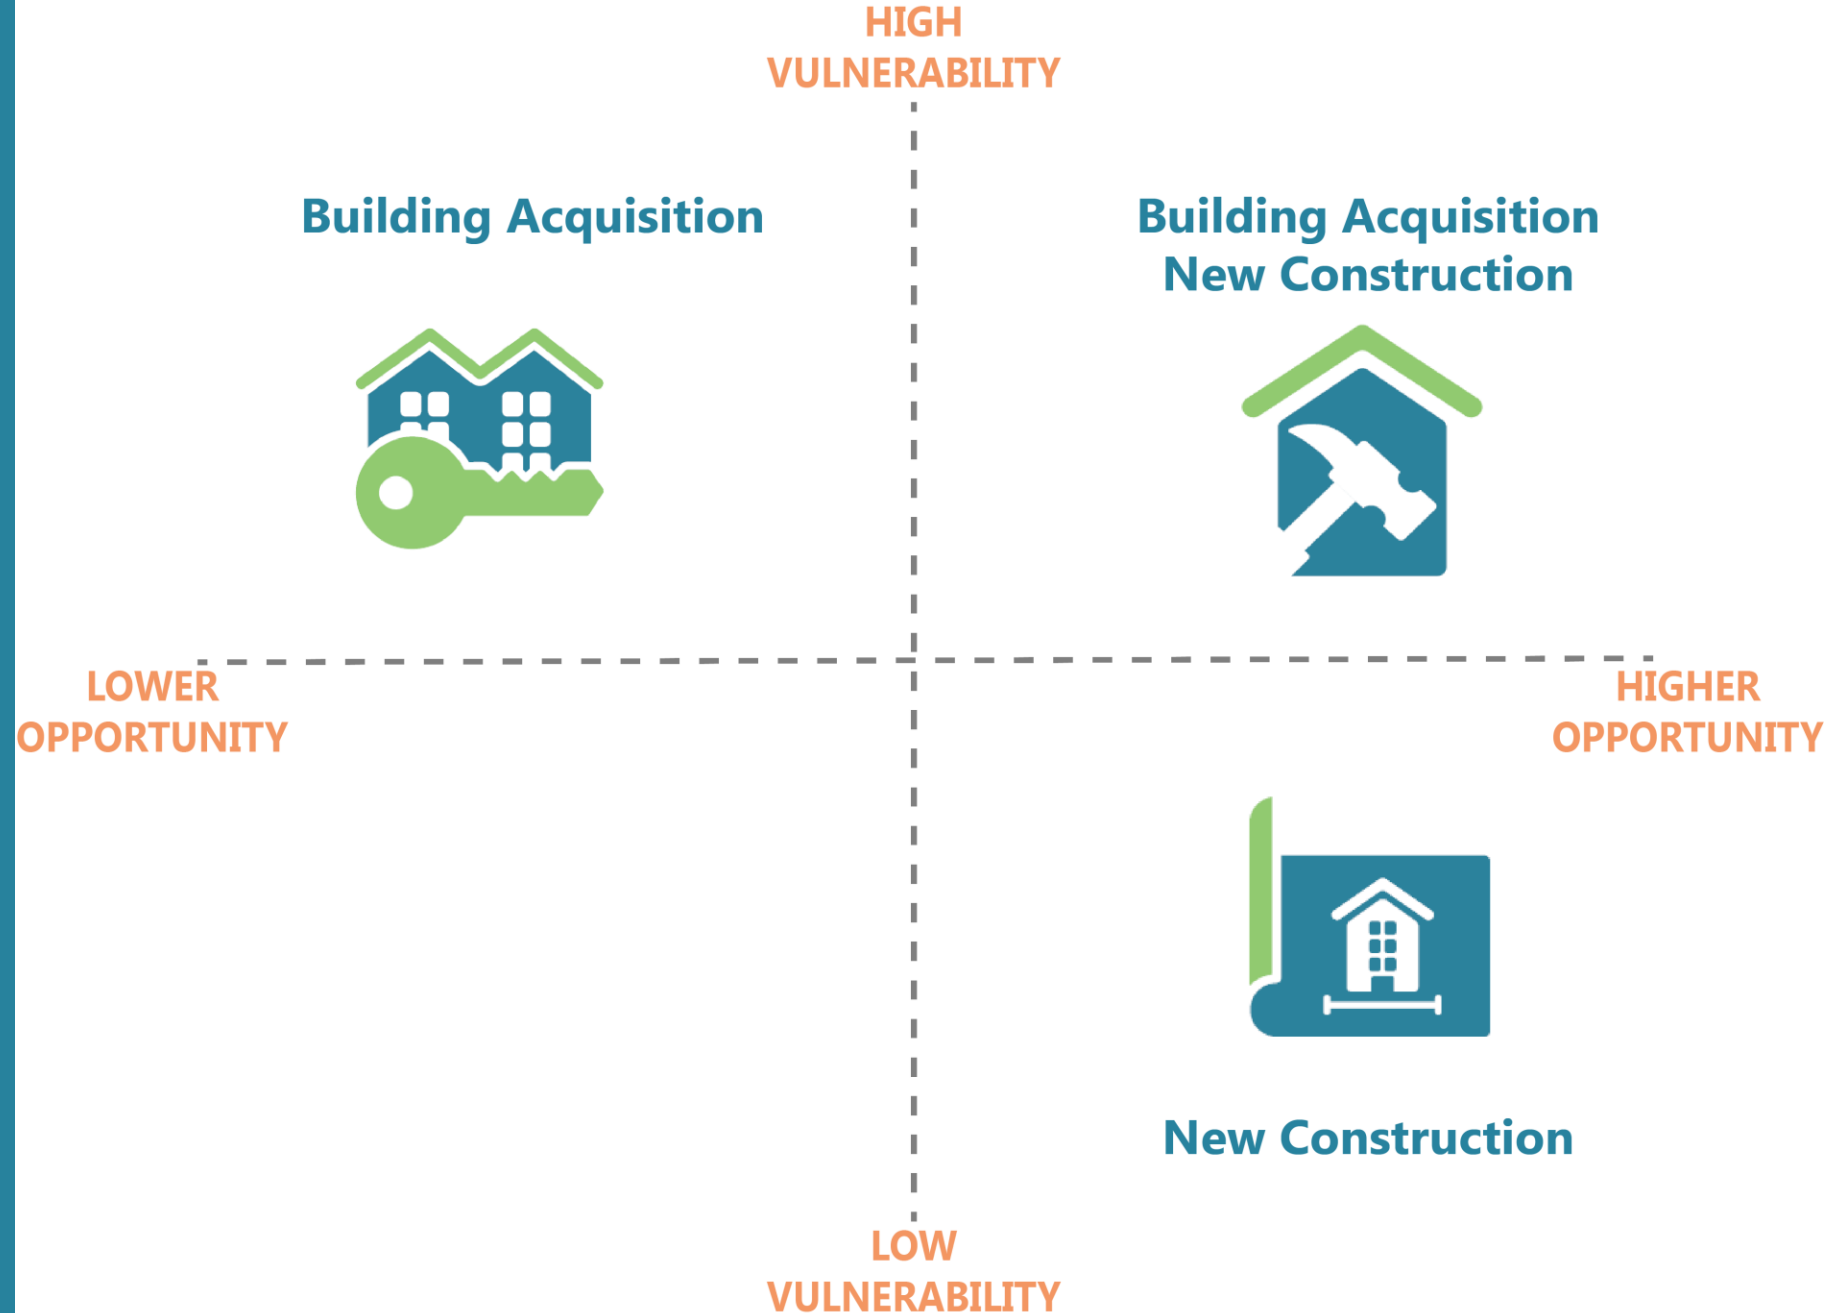 HIGH
VULNERABILITY
Building Acquisition
Building Acquisition
New Construction
LOWER
OPPORTUNITY
HIGHER
OPPORTUNITY
New Construction
LOW
VULNERABILITY